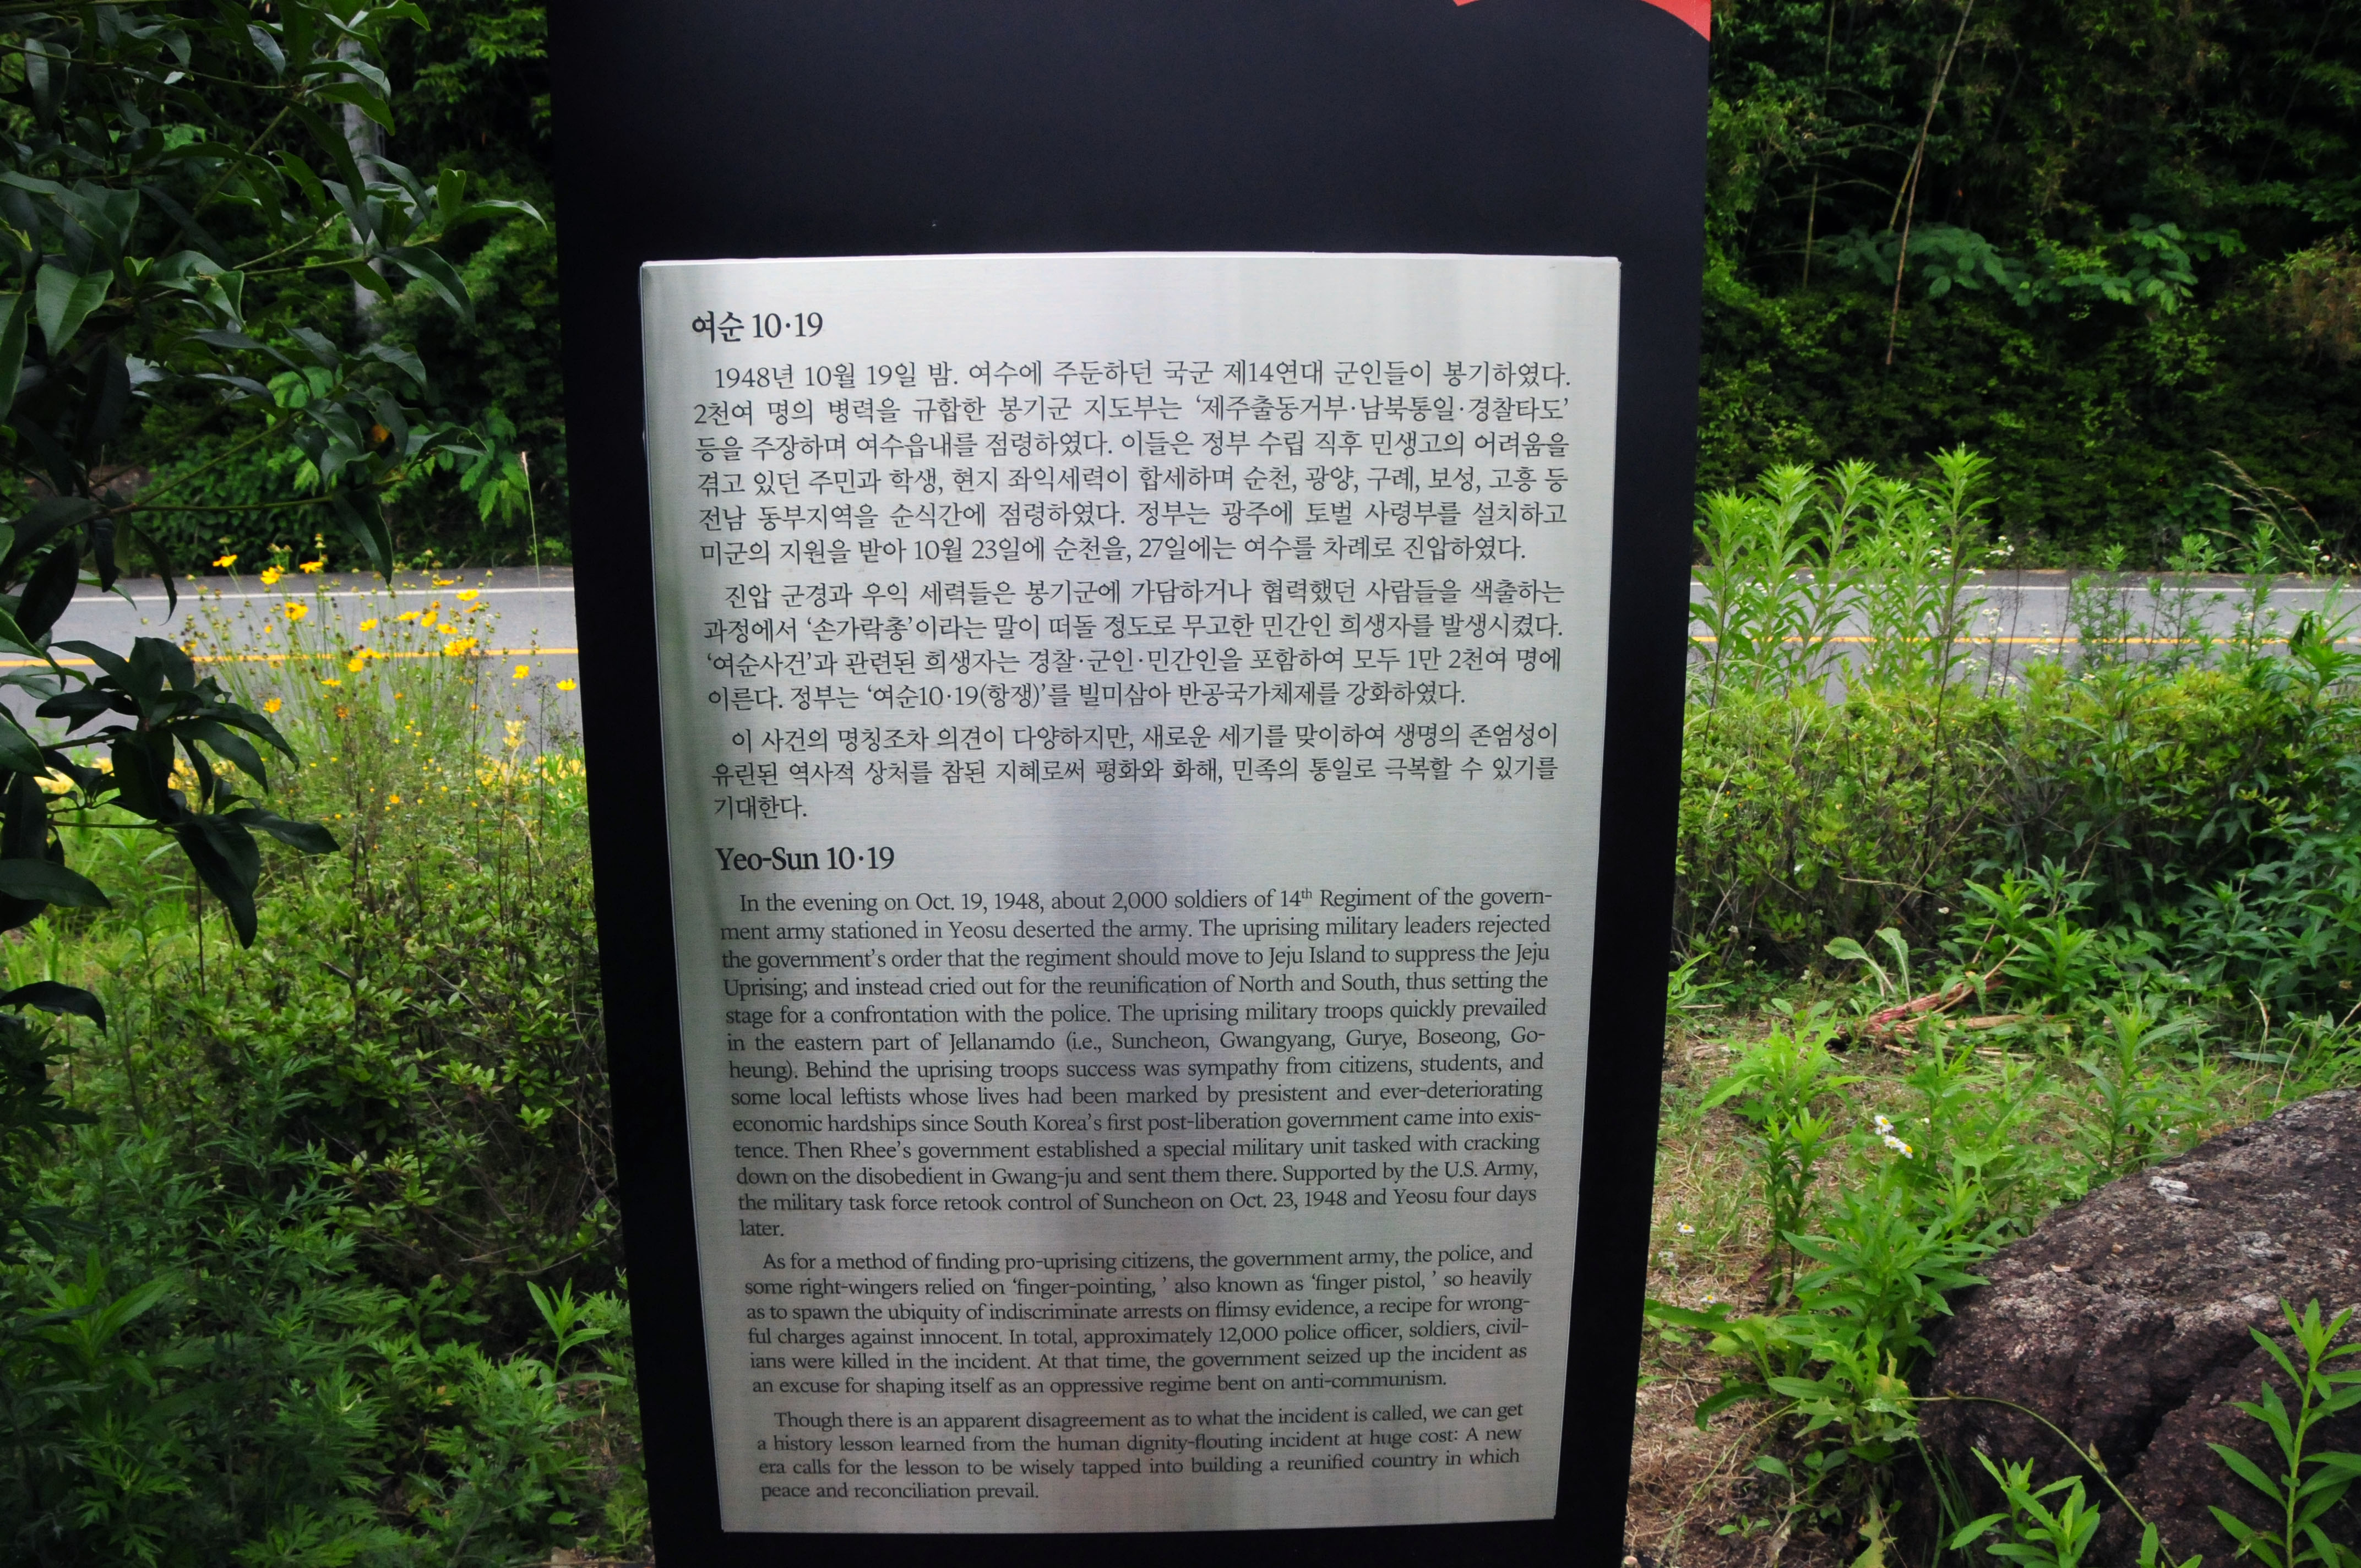 여순 10·19
1948년 10월 19일 밤. 여수에 주둔하던 국군 제14연대 군인들이 봉기하였다.
2천여 명의 병력을 규합한 봉기군 지도부는 ‘제주출동거부·남북통일·경찰타도’
등을 주장하며 여수읍내를 점령하였다. 이들은 정부 수립 직후 민생고의 어려움을
겪고 있던 주민과 학생, 현지 좌익세력이 합세하며 순천, 광양, 구례, 보성, 고흥 등
전남 동부지역을 순식간에 점령하였다. 정부는 광주에 토벌 사령부를 설치하고
미군의 지원을 받아 10월 23일에 순천을, 27일에는 여수를 차례로 진압하였다.
진압 군경과 우익 세력들은 봉기군에 가담하거나 협력했던 사람들을 색출하는
과정에서 ‘손가락총’이라는 말이 떠돌 정도로 무고한 민간인 희생자를 발생시켰다.
‘여순사건’과 관련된 희생자는 경찰·군인·민간인을 포함하여 모두 1만 2천여 명에
이른다. 정부는 ‘여순10·19(항쟁)’를 빌미삼아 반공국가체제를 강화하였다.
이 사건의 명칭조차 의견이 다양하지만, 새로운 세기를 맞이하여 생명의 존엄성이
유린된 역사적 상처를 참된 지혜로써 평화와 화해, 민족의 통일로 극복할 수 있기를
기대한다.
Yeo-Sun 10·19
In the evening on Oct. 19, 1948, about 2,000 soldiers of 14th Regiment of the govern-
ment army stationed in Yeosu deserted the army. The uprising military leaders rejected
the government’s order that the regiment should move to Jeju Island to suppress the Jeju
Uprising; and instead cried out for the reunification of North and South, thus setting the
stage for a confrontation with the police. The uprising military troops quickly prevailed
in the eastern part of Jellanamdo (i.e., Suncheon, Gwangyang, Gurye, Boseong, Go-
heung). Behind the uprising troops success was sympathy from citizens, students, and
some local leftists whose lives had been marked by presistent and ever-deteriorating
economic hardships since South Korea’s first post-liberation government came into exis-
tence. Then Rhee’s government established a special military unit tasked with cracking
down on the disobedient in Gwang-ju and sent them there. Supported by the U.S. Army,
the military task force retook control of Suncheon on Oct. 23, 1948 and Yeosu four days
later.
As for a method of finding pro-uprising citizens, the government army, the police, and
some right-wingers relied on ‘finger-pointing, ’ also known as ‘finger pistol, ’ so heavily
as to spawn the ubiquity of indiscriminate arrests on flimsy evidence, a recipe for wrong-
ful charges against innocent. In total, approximately 12,000 police officer, soldiers, civil-
ians were killed in the incident. At that time, the government seized up the incident as
an excuse for shaping itself as an oppressive regime bent on anti-communism.
Though there is an apparent disagreement as to what the incident is called, we can get
a history lesson learned from the human dignity-flouting incident at huge cost: A new
era calls for the lesson to be wisely tapped into building a reunified country in which
peace and reconciliation prevail.